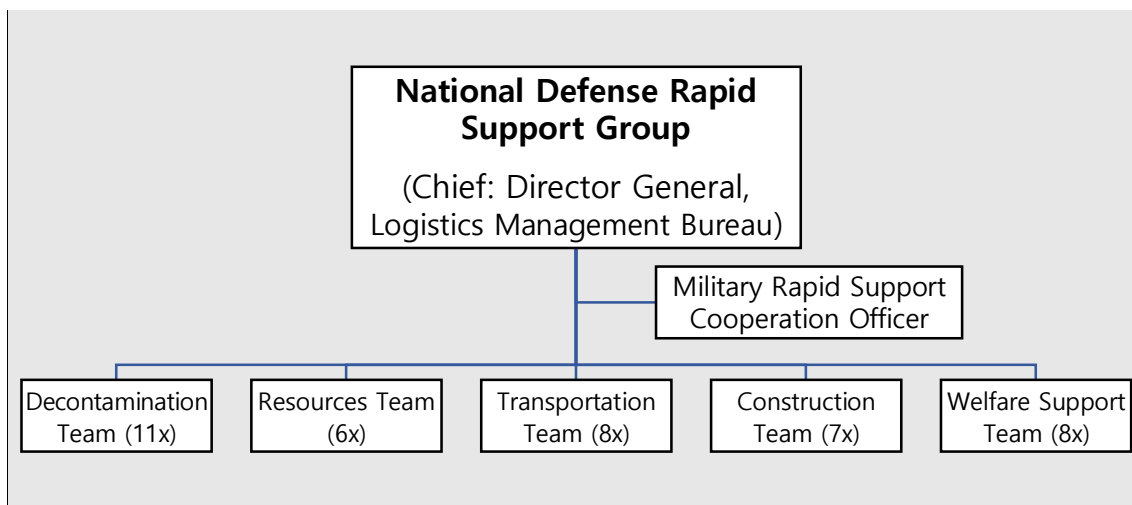 National Defense Rapid
Support Group
(Chief: Director General,
Logistics Management Bureau)
Military Rapid Support
Cooperation Officer
Decontamination
Team (11x)
Resources Team
(6x)
Transportation
Team (8x)
Construction
Team (7x)
Welfare Support
Team (8x)